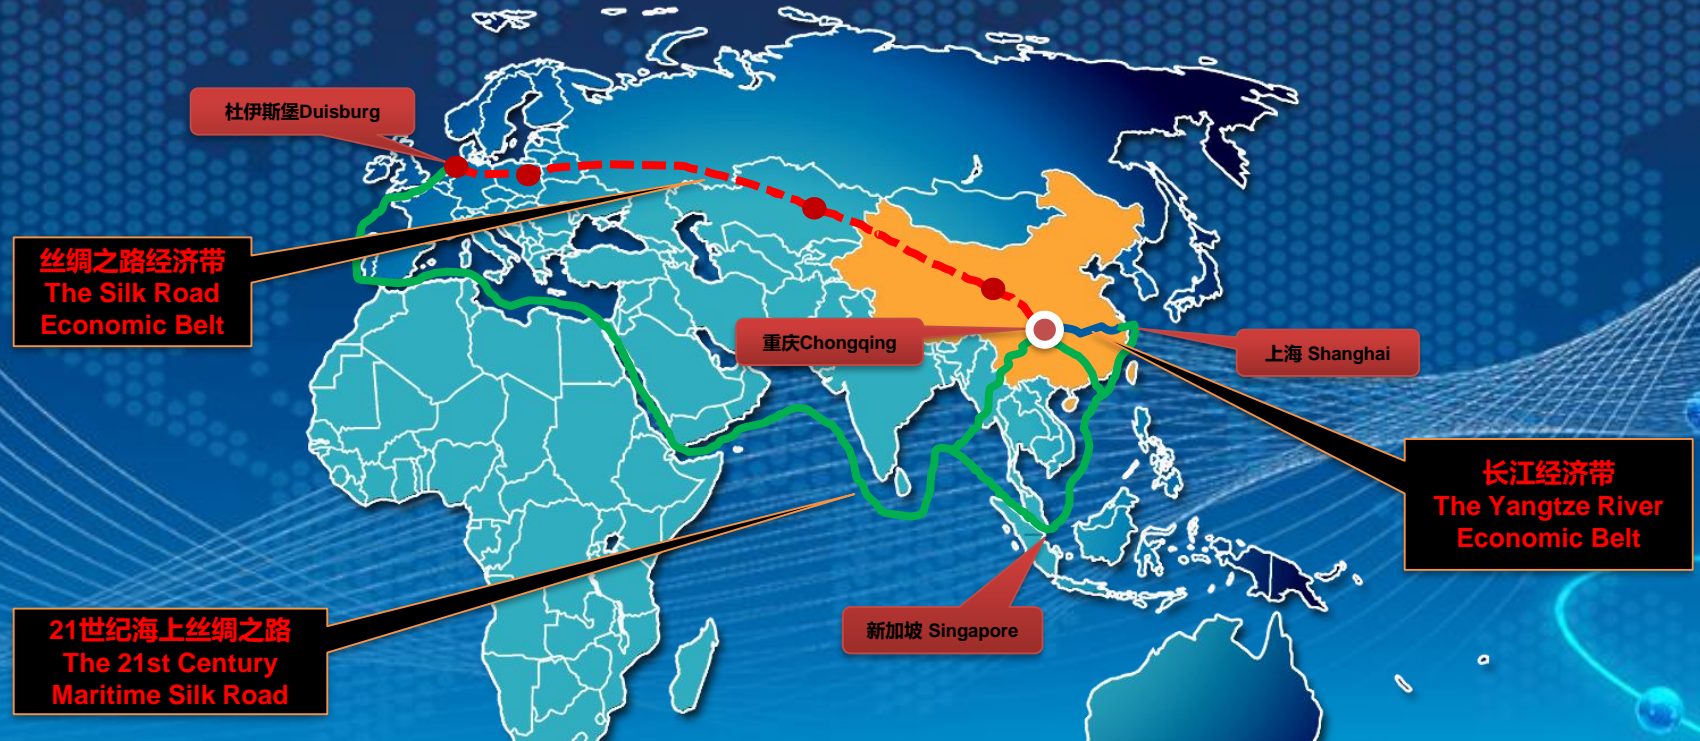 杜伊斯堡Duisburg
丝绸之路经济带
The Silk Road
Economic Belt
重庆Chongqing
上海 Shanghai
长江经济带
The Yangtze River
Economic Belt
新加坡 Singapore
21世纪海上丝绸之路
The 21st Century
Maritime Silk Road